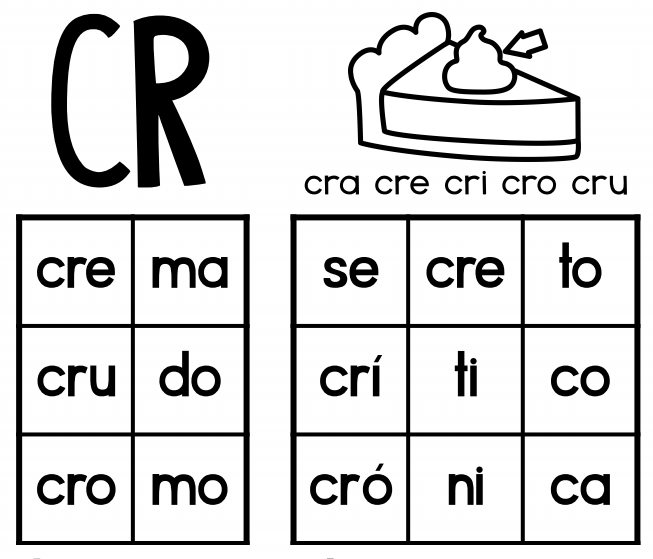 CR
cra cre cri cro cru
cre ma
cru do
cro mo
se cre to
crí ti co
cró ni ca